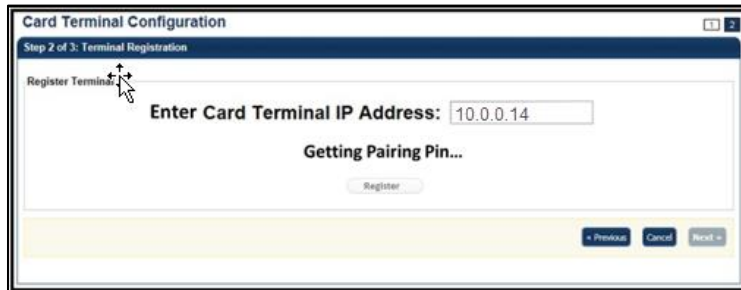 Card Terminal Configuration
1 2
Step 2 of 3: Terminal Registration
Register Terminal
Enter Card Terminal IP Address: 10.0.0.14
Getting Pairing Pin...
Register
« Previous Cancel Next »